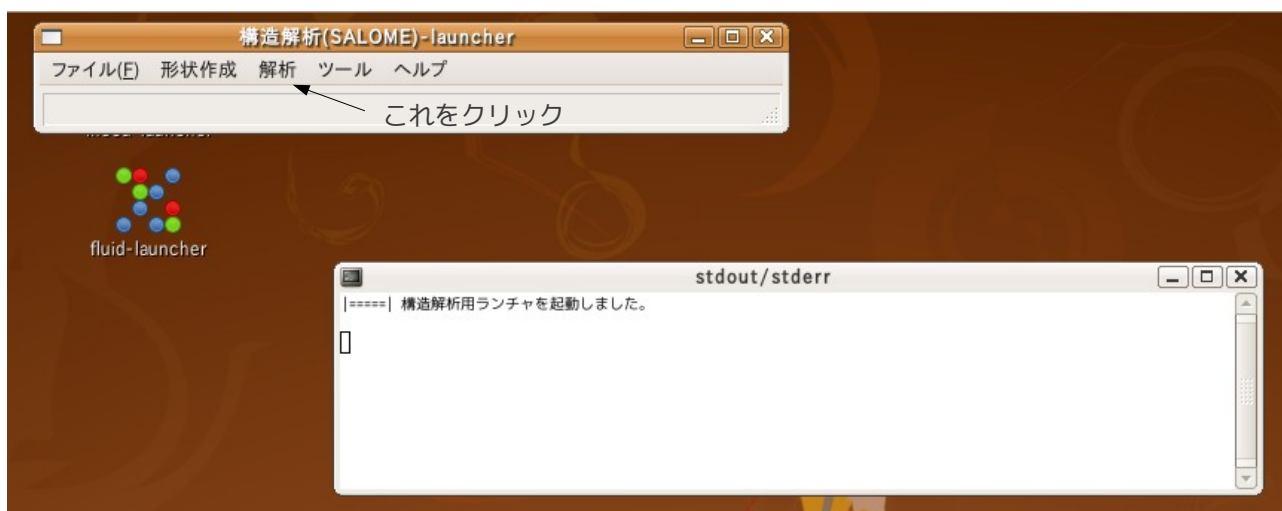 構造解析(SALOME)-launcher
ファイル(F) 形状作成 解析 ツール ヘルプ
これをクリック
fluid-launcher
stdout/stderr
|=====| 構造解析用ランチャを起動しました。